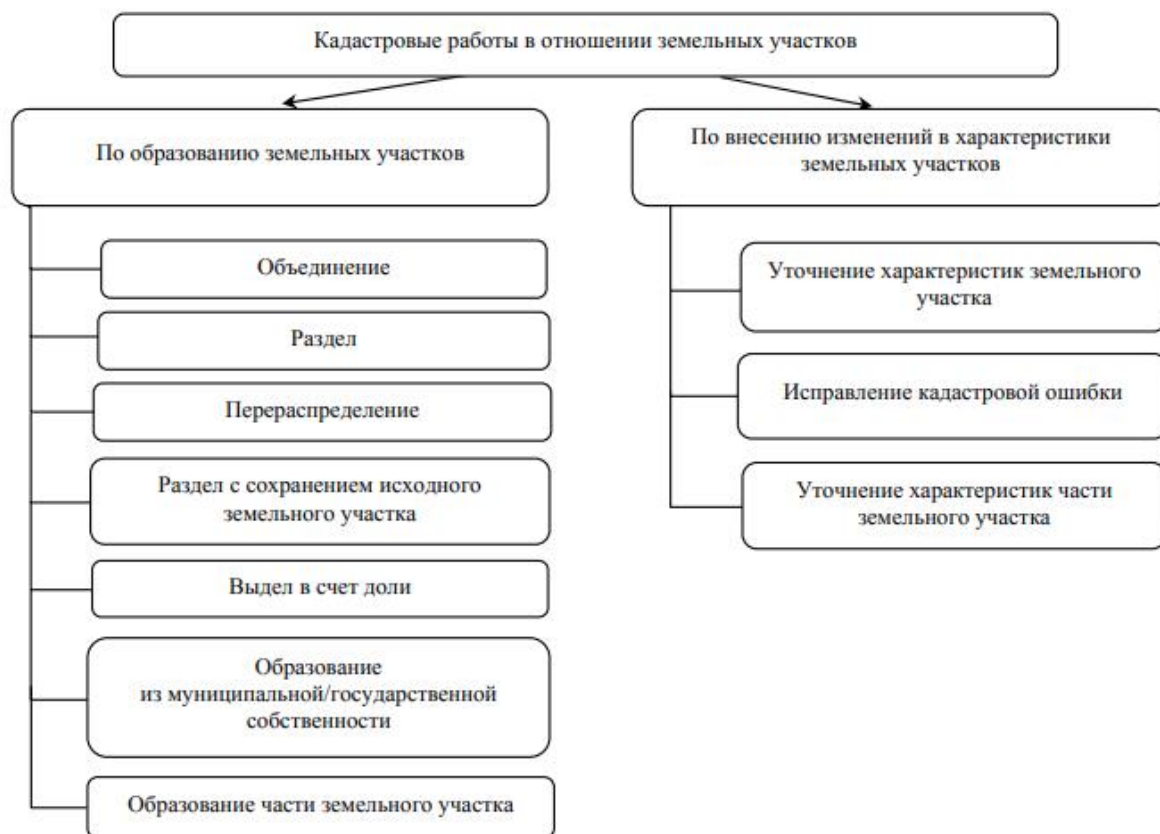 Кадастровые работы в отношении земельных участков
По образованию земельных участков
Объединение
Раздел
Перераспределение
Раздел с сохранением исходного
земельного участка
Выдел в счет доли
Образование
из муниципальной/государственной
собственности
Образование части земельного участка
По внесению изменений в характеристики
земельных участков
Уточнение характеристик земельного
участка
Исправление кадастровой ошибки
Уточнение характеристик части
земельного участка